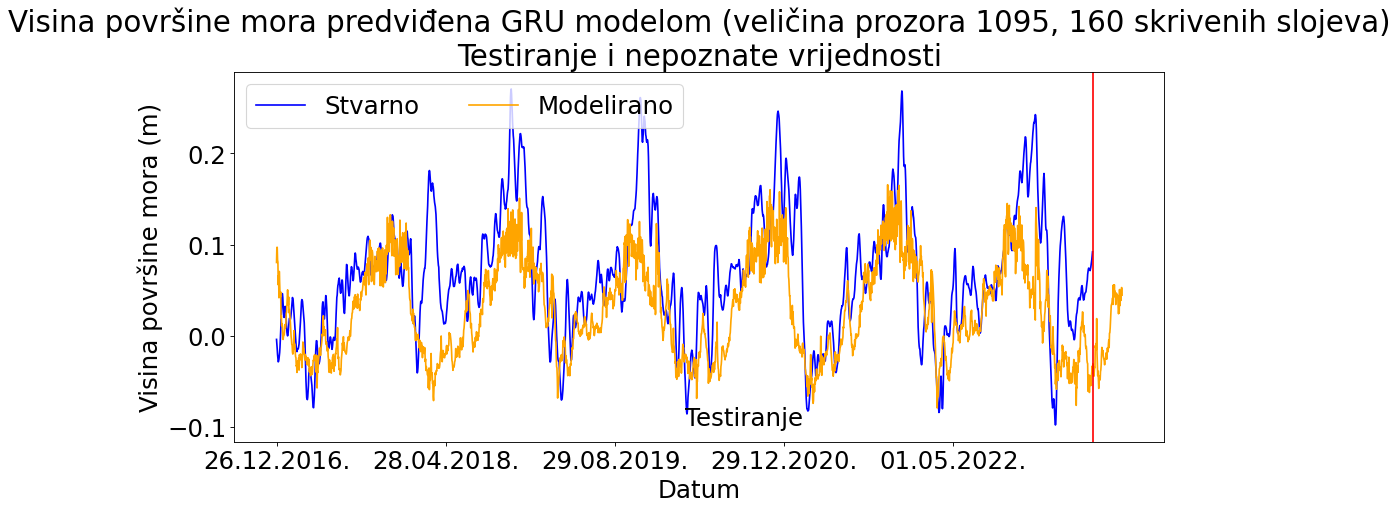 Visina površine mora predviđena GRU modelom (veličina prozora 1095, 160 skrivenih slojeva)
Testiranje i nepoznate vrijednosti
Stvarno
Modelirano
Visina površine mora (m)
0.2
0.1
0.0
−0.1
Testiranje
26.12.2016.
28.04.2018.
29.08.2019.
29.12.2020.
01.05.2022.
Datum